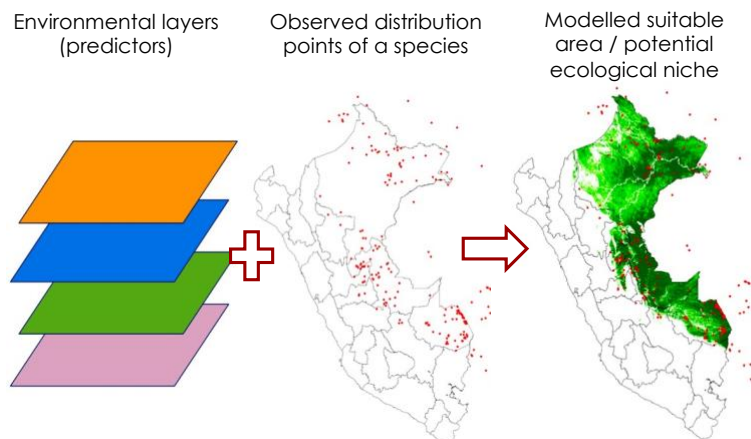 Environmental layers
(predictors)
Observed distribution
points of a species
Modelled suitable
area / potential
ecological niche